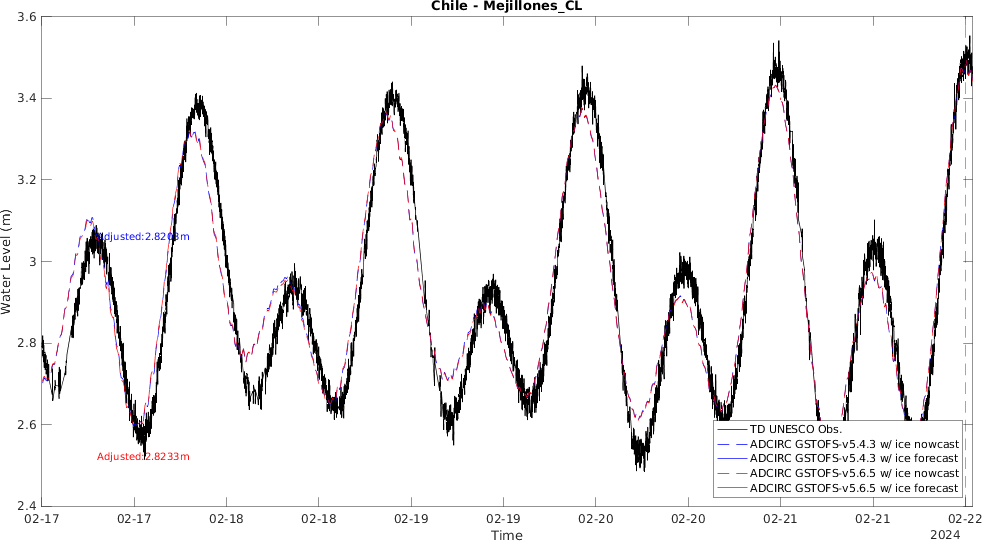 Chile - Mejillones_CL
3.6
3.4
3.2
3
2.8
2.6
2.4
Water Level (m)
Adjusted:2.8203m
Adjusted:2.8233m
TD UNESCO Obs.
ADCIRC GSTOFS-v5.4.3 w/ ice nowcast
ADCIRC GSTOFS-v5.4.3 w/ ice forecast
ADCIRC GSTOFS-v5.6.5 w/ ice nowcast
ADCIRC GSTOFS-v5.6.5 w/ ice forecast
02-17 02-17 02-18 02-18 02-19 02-19 02-20 02-20 02-21 02-21 02-22
Time
2024